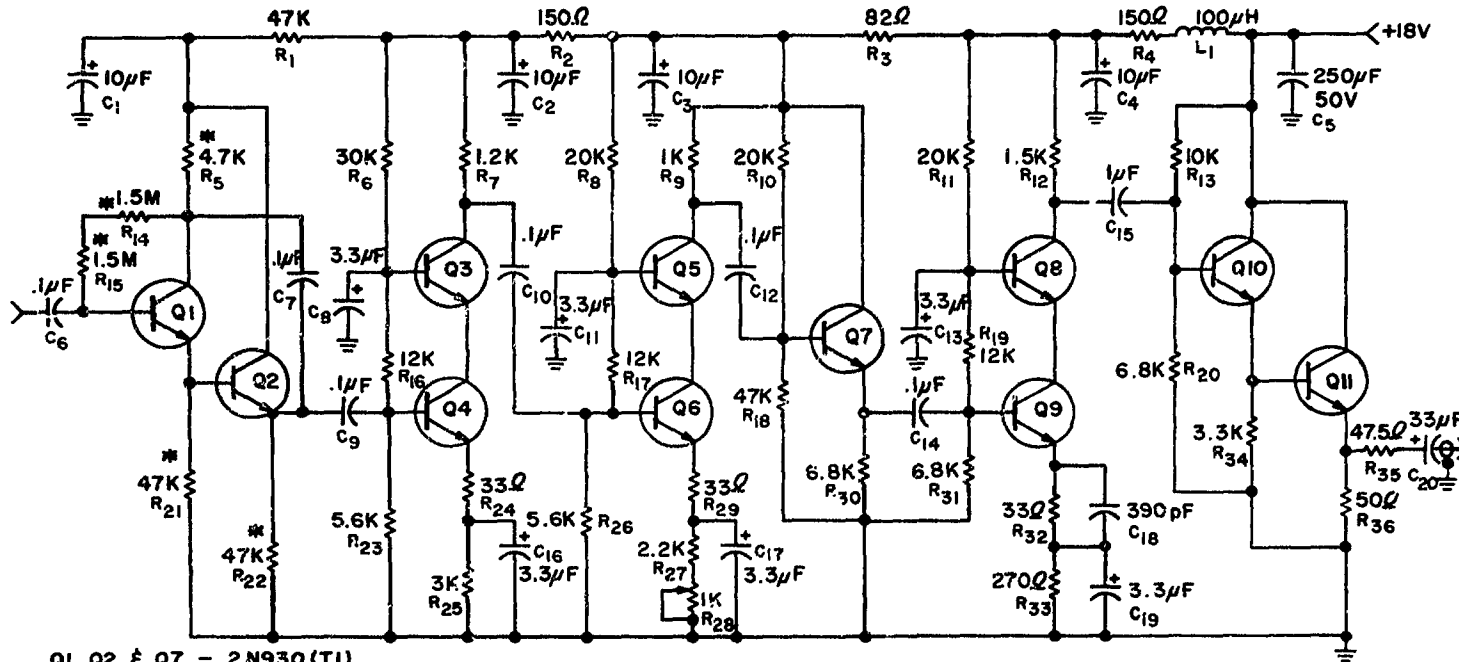 47K
R1
150Ω
R2
82Ω
R3
150Ω
R4
100μH
L1
+18V
+
10μF
C1
+
10μF
C2
+
10μF
C3
+
10μF
C4
250μF
50V
C5
*
4.7K
R5
30K
R6
1.2K
R7
20K
R8
1K
R9
20K
R10
20K
R11
1.5K
R12
10K
R13
1μF
C15
*1.5M
R14
*
1.5M
R15
.1μF
C6
.1μF
C7
3.3μF
+
C8
.1μF
C10
3.3μF
+
C11
.1μF
C12
3.3μF
+
C13
Q1
Q2
Q3
Q4
Q5
Q6
Q7
Q8
Q9
Q10
Q11
12K
R16
.1μF
C9
12K
R17
47K
R18
R19
12K
.1μF
C14
6.8K
R20
*
47K
R21
*
47K
R22
5.6K
R23
33Ω
R24
3K
R25
+
C16
3.3μF
5.6K
R26
33Ω
R29
2.2K
R27
1K
R28
+
C17
3.3μF
6.8K
R30
6.8K
R31
33Ω
R32
390pF
C18
270Ω
R33
+
3.3μF
C19
3.3K
R34
47.5Ω
R35
+
33μF
C20
50Ω
R36
Q1, Q2 & Q7 - 2N930(TI)